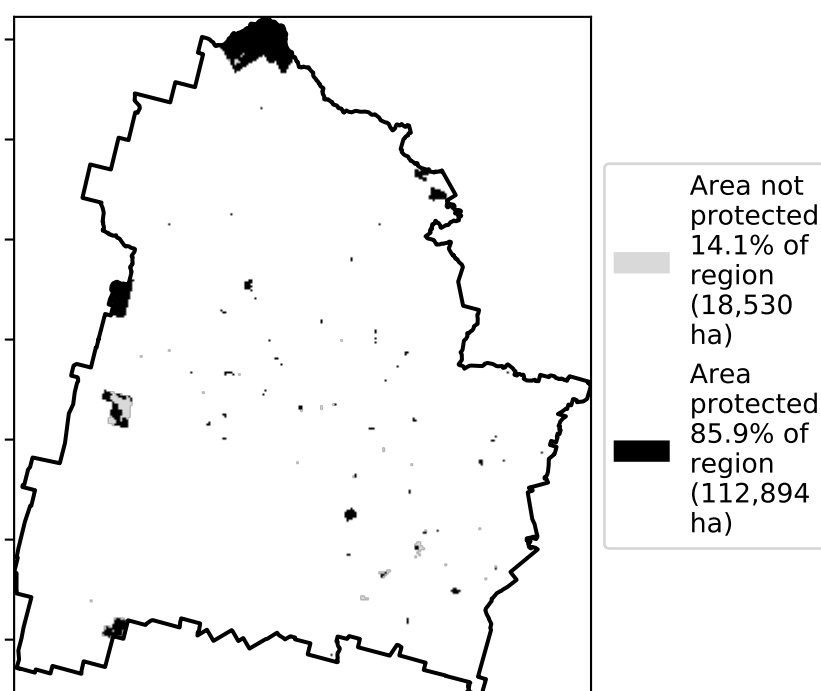 Area not
protected
14.1% of
region
(18,530
ha)
Area
protected
85.9% of
region
(112,894
ha)